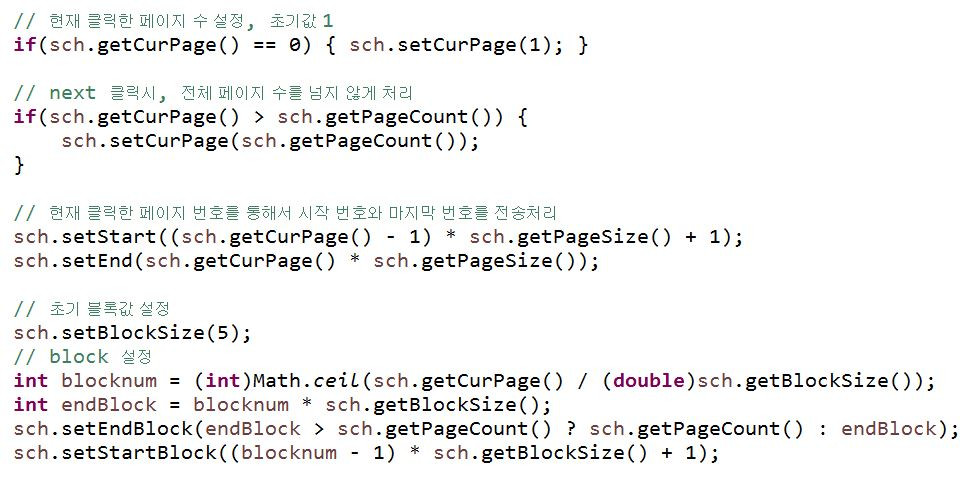 // 현재 클릭한 페이지 수 설정, 초기값 1
if(sch.getCurPage() == 0) { sch.setCurPage(1); }
// next 클릭시, 전체 페이지 수를 넘지 않게 처리
if(sch.getCurPage() > sch.getPageCount()) {
sch.setCurPage(sch.getPageCount());
}
// 현재 클릭한 페이지 번호를 통해서 시작 번호와 마지막 번호를 전송처리
sch.setStart((sch.getCurPage() - 1) * sch.getPageSize() + 1);
sch.setEnd(sch.getCurPage() * sch.getPageSize());
// 초기 블록값 설정
sch.setBlockSize(5);
// block 설정
int blocknum = (int)Math.ceil(sch.getCurPage() / (double)sch.getBlockSize());
int endBlock = blocknum * sch.getBlockSize();
sch.setEndBlock(endBlock > sch.getPageCount() ? sch.getPageCount() : endBlock);
sch.setStartBlock((blocknum - 1) * sch.getBlockSize() + 1);